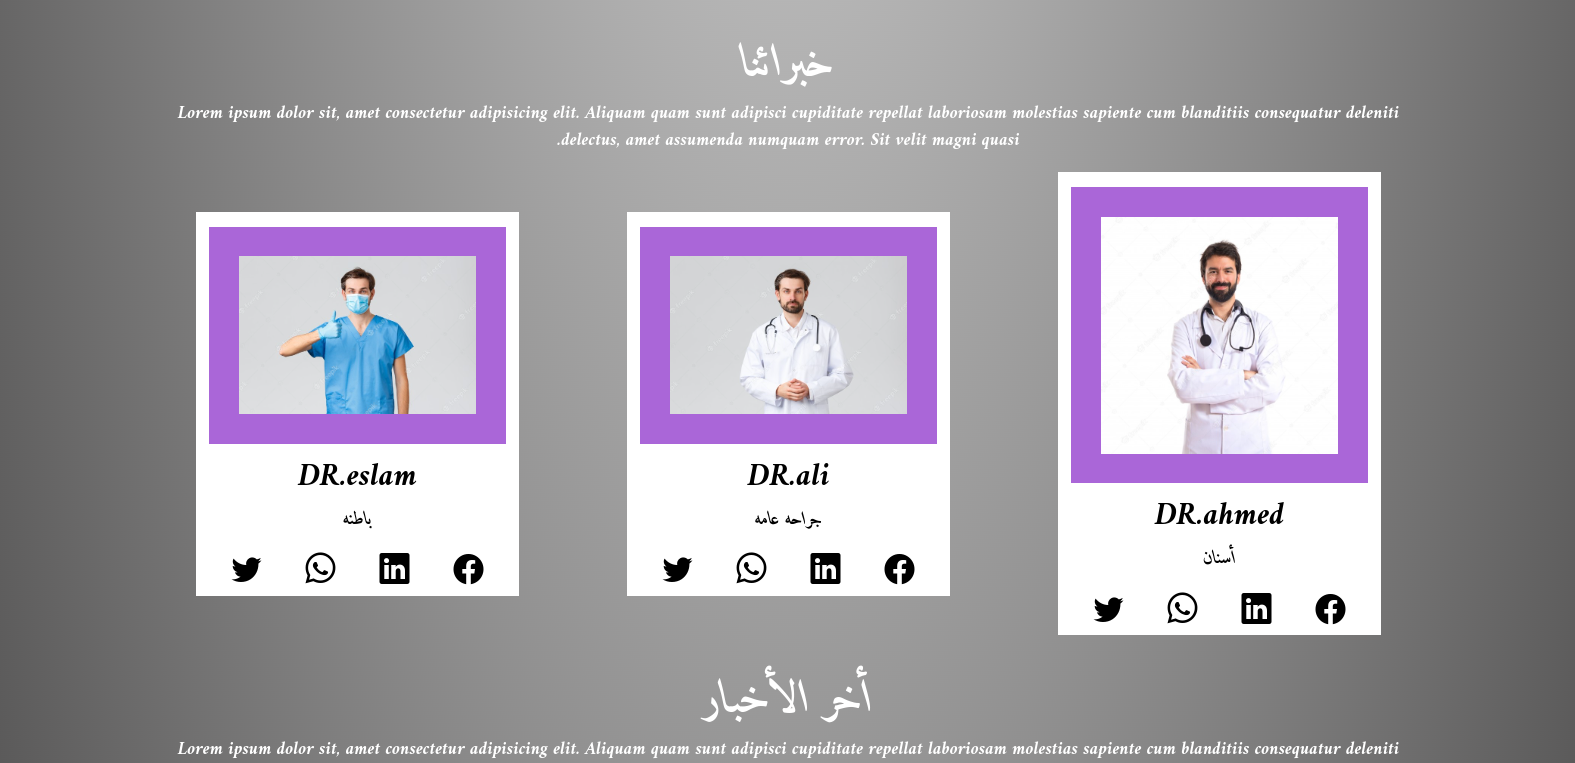 خبرائنا
Lorem ipsum dolor sit, amet consectetur adipisicing elit. Aliquam quam sunt adipisci cupiditate repellat laboriosam molestias sapiente cum blanditiis consequatur deleniti
.delectus, amet assumenda numquam error. Sit velit magni quasi
DR.ahmed
أسنان
DR.ali
جراحه عامه
DR.eslam
باطنه
أخر الأخبار
Lorem ipsum dolor sit, amet consectetur adipisicing elit. Aliquam quam sunt adipisci cupiditate repellat laboriosam molestias sapiente cum blanditiis consequatur deleniti